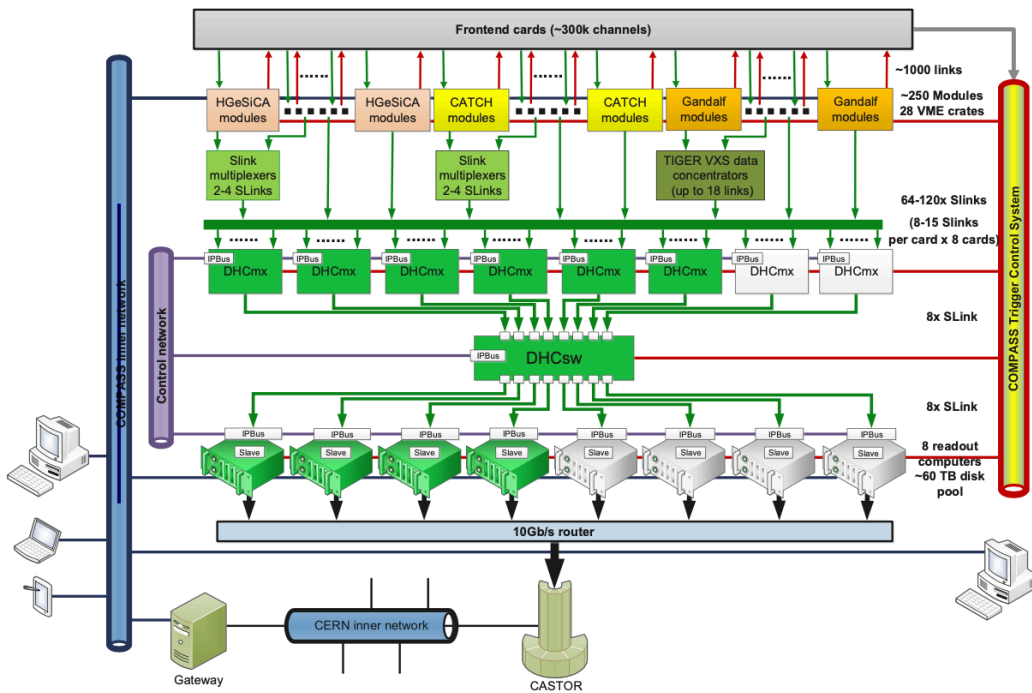 Frontend cards (~300k channels)
~1000 links
HGeSiCA
modules
HGeSiCA
modules
CATCH
modules
CATCH
modules
Gandalf
modules
Gandalf
modules
~250 Modules
28 VME crates
Slink
multiplexers
2-4 SLinks
Slink
multiplexers
2-4 SLinks
TIGER VXS data
concentrators
(up to 18 links)
64-120x Slinks
(8-15 Slinks
per card x 8 cards)
IPBus
DHCmx
IPBus
DHCmx
IPBus
DHCmx
IPBus
DHCmx
IPBus
DHCmx
IPBus
DHCmx
IPBus
DHCmx
IPBus
DHCmx
8x SLink
IPBus
DHCsw
8x SLink
COMPASS inner network
Control network
COMPASS Trigger Control System
IPBus
IPBus
IPBus
IPBus
IPBus
IPBus
IPBus
IPBus
Slave
Slave
Slave
Slave
Slave
Slave
Slave
Slave
8 readout
computers
~60 TB disk
pool
10Gb/s router
CERN inner network
Gateway
CASTOR